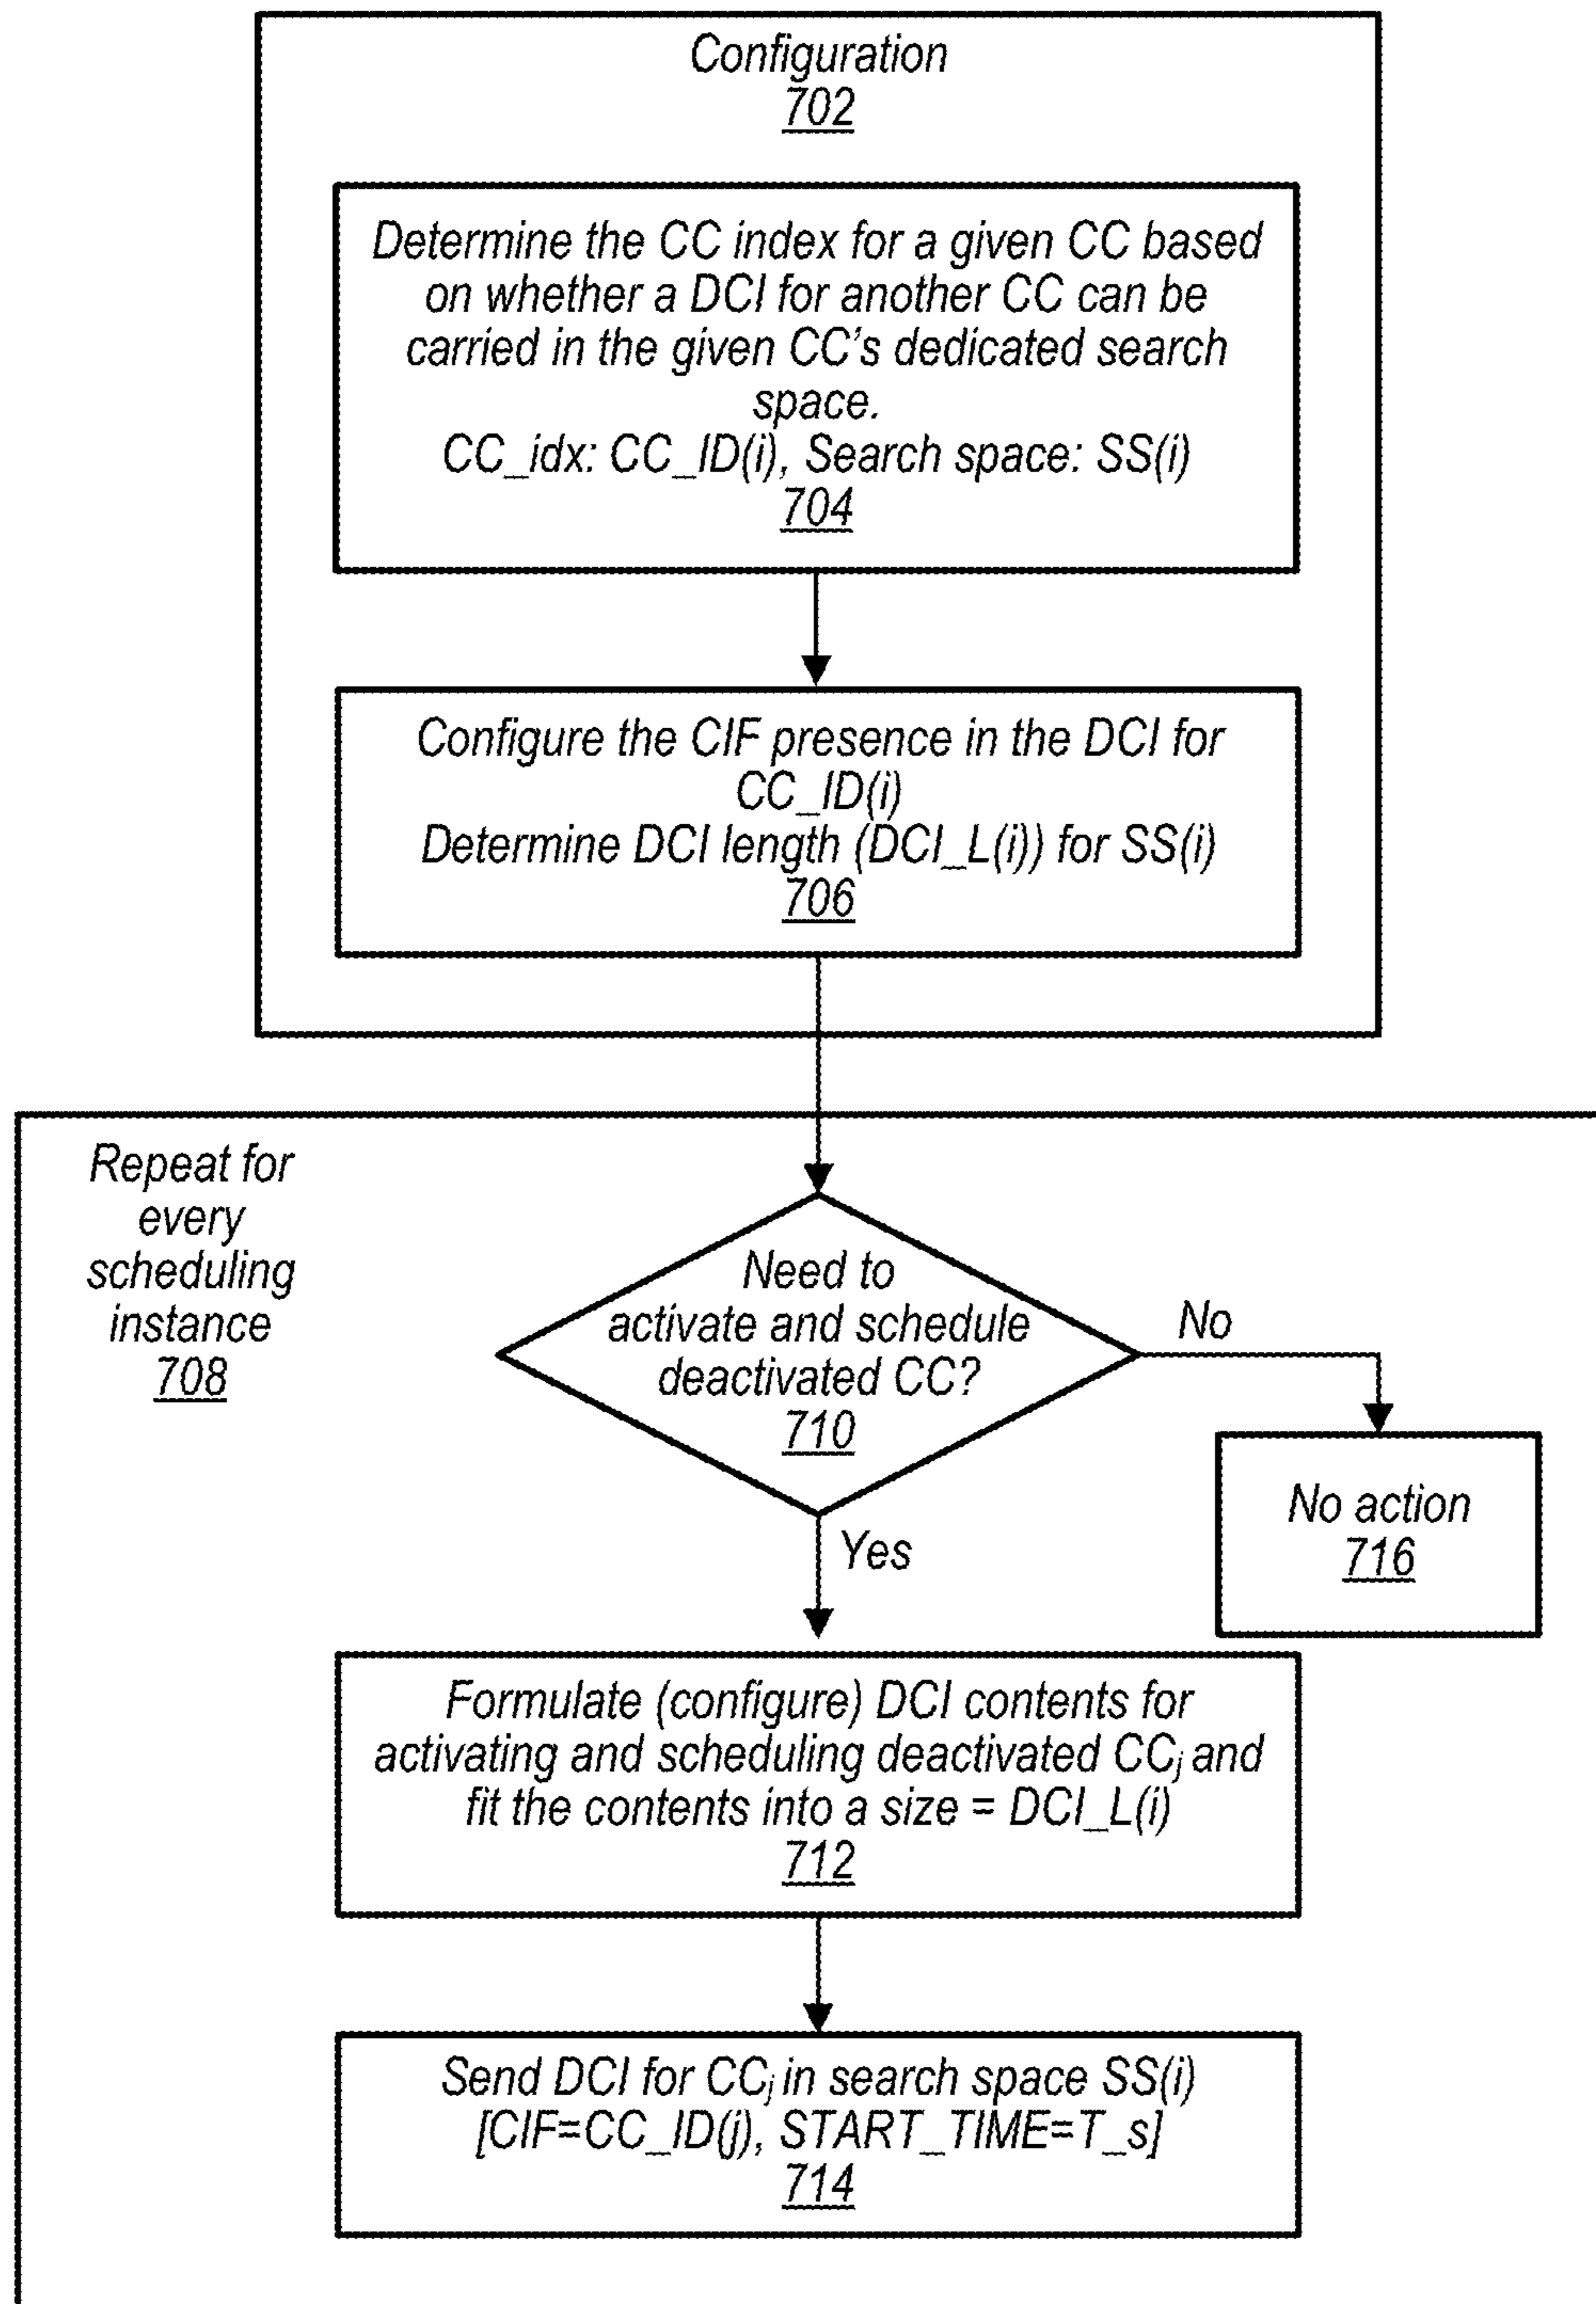 Configuration
702
Determine the CC index for a given CC based
on whether a DCI for another CC can be
carried in the given CC's dedicated search
space.
CC_idx: CC_ID(i), Search space: SS(i)
704
Configure the CIF presence in the DCI for
CC_ID(i)
Determine DCI length (DCI_L(i)) for SS(i)
706
Repeat for
every
scheduling
instance
708
Need to
activate and schedule
deactivated CC?
710
No
No action
716
Yes
Formulate (configure) DCI contents for
activating and scheduling deactivated CCj and
fit the contents into a size = DCI_L(i)
712
Send DCI for CCj in search space SS(i)
[CIF=CC_ID(j), START_TIME=T_s]
714